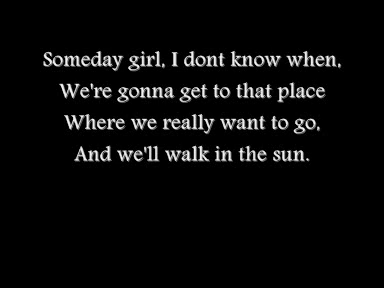 Someday girl, I dont know when,
We're gonna get to that place
Where we really want to go,
And we'll walk in the sun.